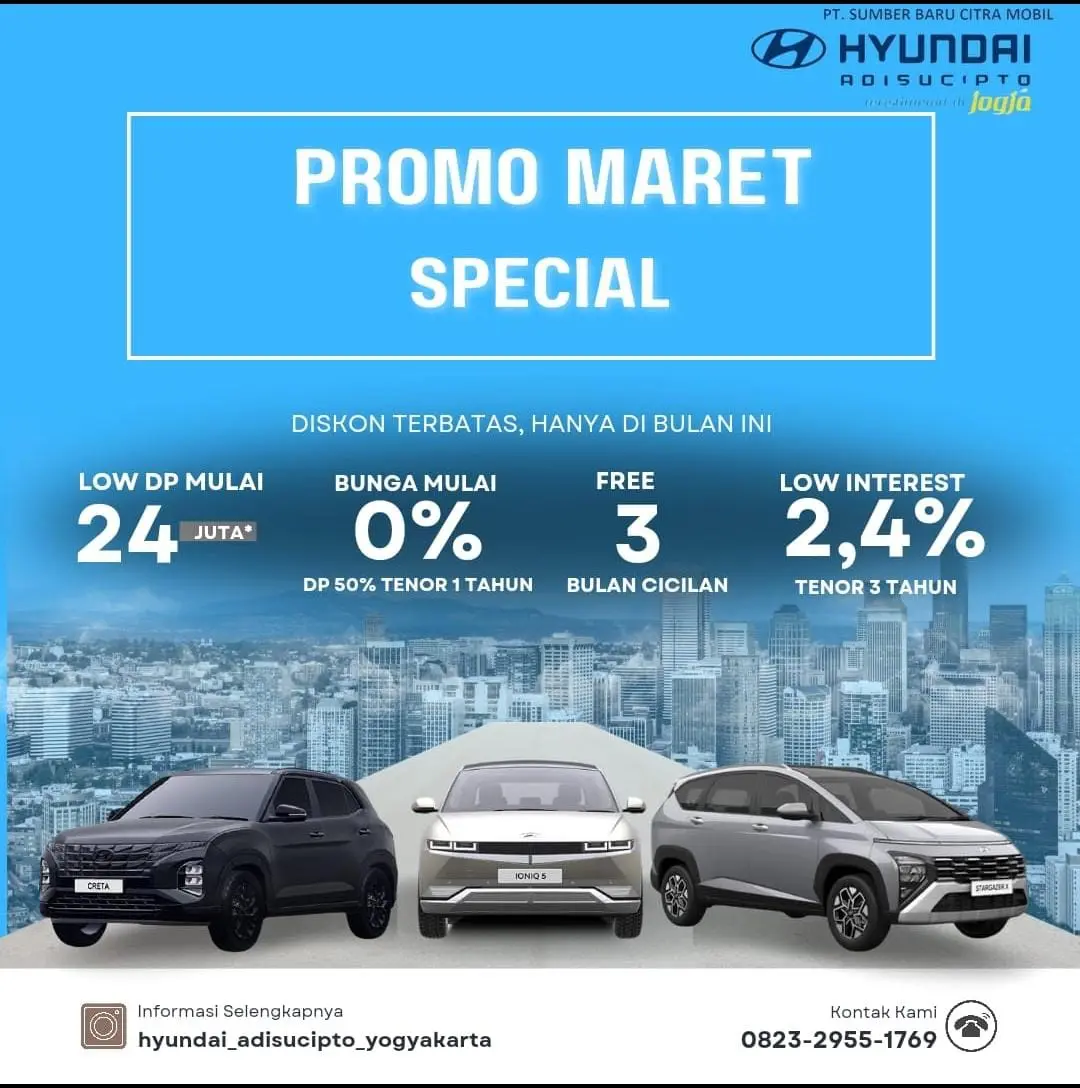 PT. SUMBER BARU CITRA MOBIL
HYUNDAI
ADISUCIPTO
di Jogja
PROMO MARET
SPECIAL
DISKON TERBATAS, HANYA DI BULAN INI
LOW DP MULAI
24 JUTA*
BUNGA MULAI
0%
DP 50% TENOR 1 TAHUN
FREE
3
BULAN CICILAN
LOW INTEREST
2,4%
TENOR 3 TAHUN
CRETA
IONIQ 5
STARGAZER X
Informasi Selengkapnya
hyundai_adisucipto_yogyakarta
Kontak Kami
0823-2955-1769